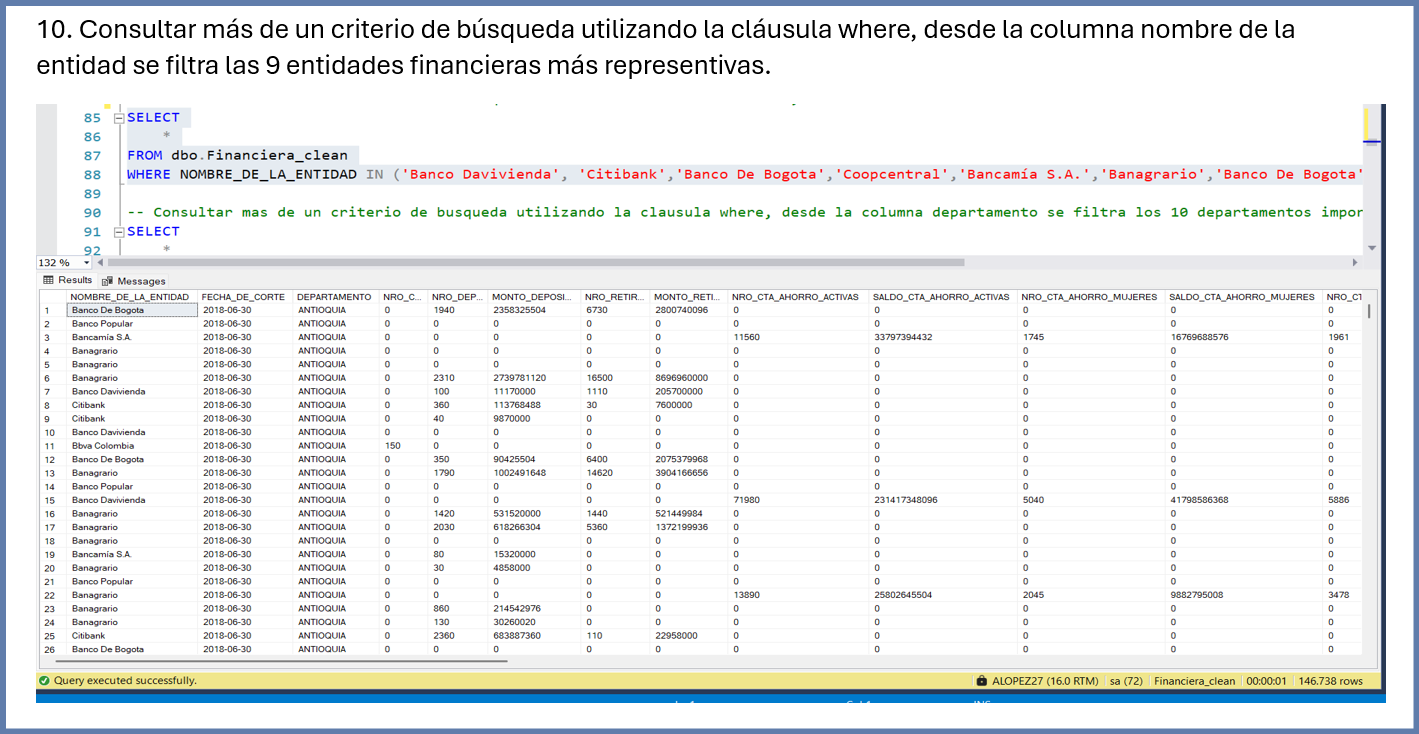 10. Consultar más de un criterio de búsqueda utilizando la cláusula where, desde la columna nombre de la
entidad se filtra las 9 entidades financieras más representivas.
85 SELECT
86 *
87 FROM dbo.Financiera_clean
88 WHERE NOMBRE_DE_LA_ENTIDAD IN ('Banco Davivienda', 'Citibank','Banco De Bogota','Coopcentral','Bancamía S.A.','Banagrario','Banco De Bogota'
89
90 -- Consultar mas de un criterio de busqueda utilizando la clausula where, desde la columna departamento se filtra los 10 departamentos impor
91 SELECT
92 *
132 %
Results Messages
NOMBRE_DE_LA_ENTIDAD FECHA_DE_CORTE DEPARTAMENTO NRO_C... NRO_DEP... MONTO_DEPOSI... NRO_RETIR... MONTO_RETI... NRO_CTA_AHORRO_ACTIVAS SALDO_CTA_AHORRO_ACTIVAS NRO_CTA_AHORRO_MUJERES SALDO_CTA_AHORRO_MUJERES NRO_CT
1 Banco De Bogota 2018-06-30 ANTIOQUIA 0 1940 2358325504 6730 2800740096 0 0 0 0 0
2 Banco Popular 2018-06-30 ANTIOQUIA 0 0 0 0 0 0 0 0 0 0
3 Bancamía S.A. 2018-06-30 ANTIOQUIA 0 0 0 0 0 11560 33797394432 1745 16769688576 1961
4 Banagrario 2018-06-30 ANTIOQUIA 0 0 0 0 0 0 0 0 0 0
5 Banagrario 2018-06-30 ANTIOQUIA 0 0 0 0 0 0 0 0 0 0
6 Banagrario 2018-06-30 ANTIOQUIA 0 2310 2739781120 16500 8696960000 0 0 0 0 0
7 Banco Davivienda 2018-06-30 ANTIOQUIA 0 100 11170000 1110 205700000 0 0 0 0 0
8 Citibank 2018-06-30 ANTIOQUIA 0 360 113768488 30 7600000 0 0 0 0 0
9 Citibank 2018-06-30 ANTIOQUIA 0 40 9870000 0 0 0 0 0 0 0
10 Banco Davivienda 2018-06-30 ANTIOQUIA 0 0 0 0 0 0 0 0 0 0
11 Bbva Colombia 2018-06-30 ANTIOQUIA 150 0 0 0 0 0 0 0 0 0
12 Banco De Bogota 2018-06-30 ANTIOQUIA 0 350 90425504 6400 2075379968 0 0 0 0 0
13 Banagrario 2018-06-30 ANTIOQUIA 0 1790 1002491648 14620 3904166656 0 0 0 0 0
14 Banco Popular 2018-06-30 ANTIOQUIA 0 0 0 0 0 0 0 0 0 0
15 Banco Davivienda 2018-06-30 ANTIOQUIA 0 0 0 0 0 71980 231417348096 5040 41798586368 5886
16 Banagrario 2018-06-30 ANTIOQUIA 0 1420 531520000 1440 521449984 0 0 0 0 0
17 Banagrario 2018-06-30 ANTIOQUIA 0 2030 618266304 5360 1372199936 0 0 0 0 0
18 Banagrario 2018-06-30 ANTIOQUIA 0 0 0 0 0 0 0 0 0 0
19 Bancamía S.A. 2018-06-30 ANTIOQUIA 0 80 15320000 0 0 0 0 0 0 0
20 Banagrario 2018-06-30 ANTIOQUIA 0 30 4858000 0 0 0 0 0 0 0
21 Banco Popular 2018-06-30 ANTIOQUIA 0 0 0 0 0 0 0 0 0 0
22 Banagrario 2018-06-30 ANTIOQUIA 0 0 0 0 0 13890 25802645504 2045 9882795008 3478
23 Banagrario 2018-06-30 ANTIOQUIA 0 860 214542976 0 0 0 0 0 0 0
24 Banagrario 2018-06-30 ANTIOQUIA 0 130 30260020 0 0 0 0 0 0 0
25 Citibank 2018-06-30 ANTIOQUIA 0 2360 683887360 110 22958000 0 0 0 0 0
26 Banco De Bogota 2018-06-30 ANTIOQUIA 0 0 0 0 0 0 0 0 0 0
Query executed successfully. ALOPEZ27 (16.0 RTM) sa (72) Financiera_clean 00:00:01 146.738 rows